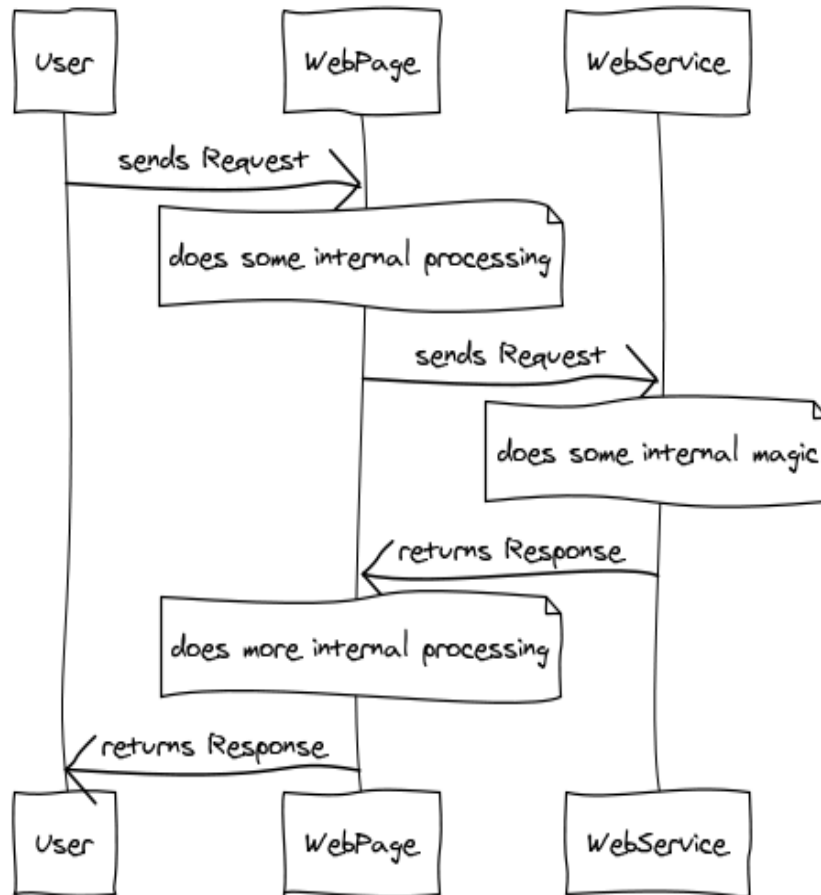 User
WebPage
WebService
sends Request
does some internal processing
sends Request
does some internal magic
returns Response
does more internal processing
returns Response
User
WebPage
WebService